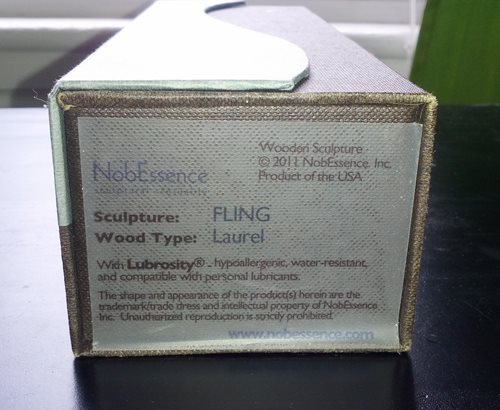 Wooden Sculpture
© 2011 NobEssence, Inc.
Product of the USA
NobEssence
Sculpture: FLING
Wood Type: Laurel
With Lubrosity®, hypoallergenic, water-resistant,
and compatible with personal lubricants.
The shape and appearance of the product(s) herein are the
trademark/trade dress and intellectual property of NobEssence
Inc. Unauthorized reproduction is strictly prohibited.
www.nobessence.com